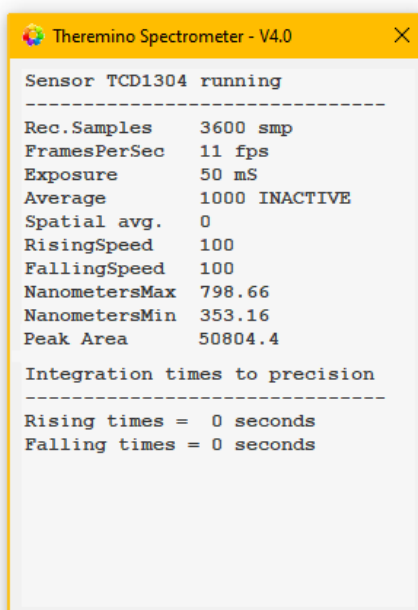 Theremino Spectrometer - V4.0
Sensor TCD1304 running
-------------------------------
Rec.Samples 3600 smp
FramesPerSec 11 fps
Exposure 50 mS
Average 1000 INACTIVE
Spatial avg. 0
RisingSpeed 100
FallingSpeed 100
NanometersMax 798.66
NanometersMin 353.16
Peak Area 50804.4
Integration times to precision
-------------------------------
Rising times = 0 seconds
Falling times = 0 seconds